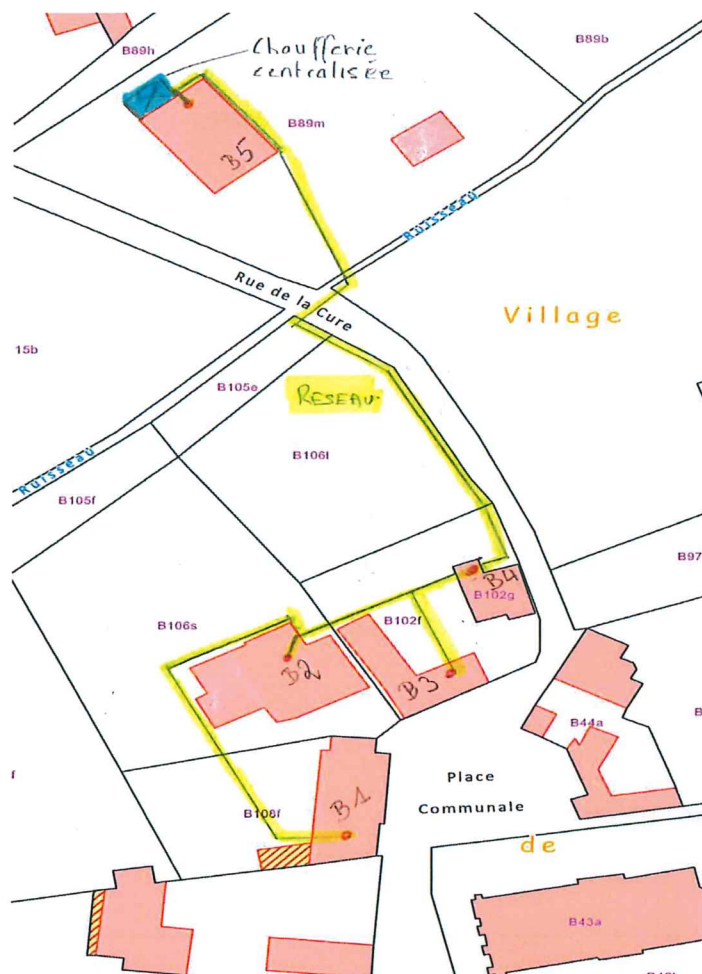 B89h
Chaufferie
centralisée
B89b
B89m
B5
Ruisseau
Rue de la Cure
Village
15b
B105e
RESEAU
B106l
Ruisseau
B105f
B97
B4
B102g
B106s
B102f
B2
B3
B44a
B
f
Place
Communale
B1
B108f
de
B43a